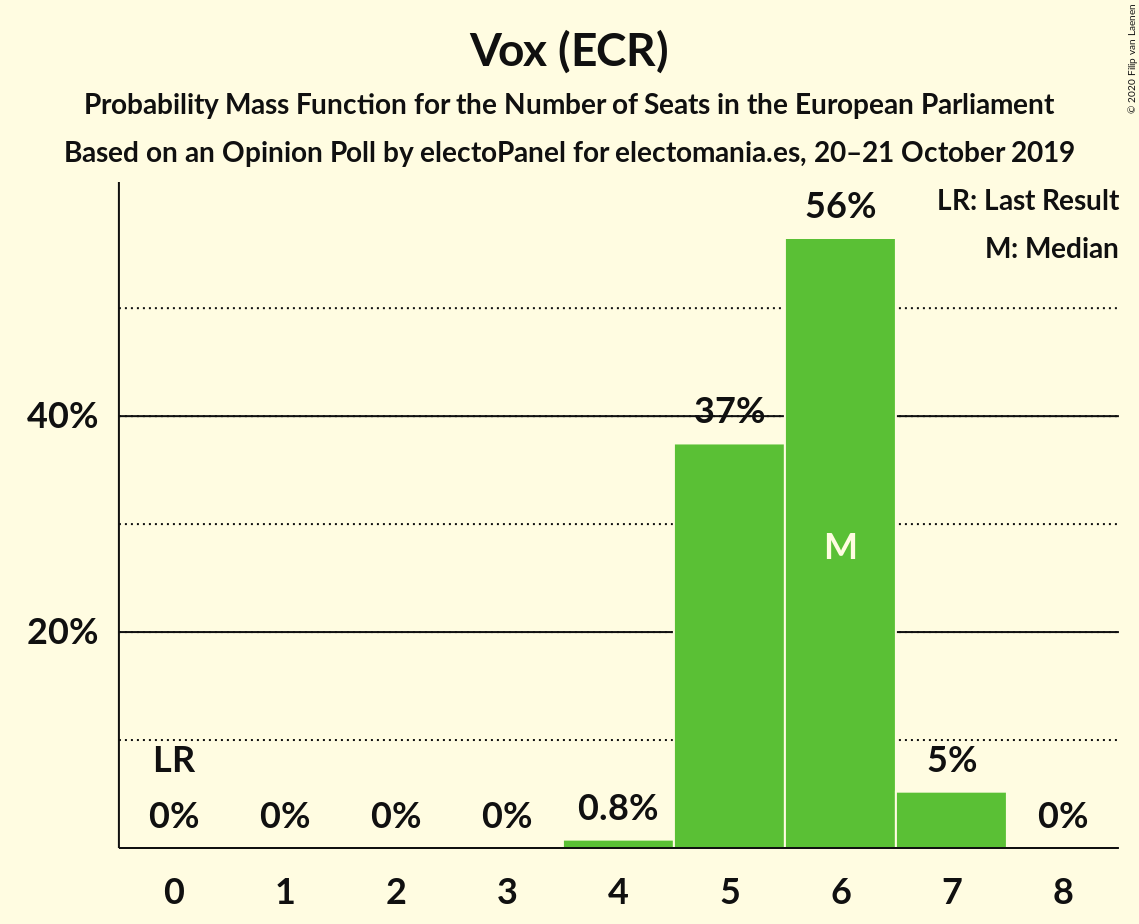 Vox (ECR)
Probability Mass Function for the Number of Seats in the European Parliament
Based on an Opinion Poll by electoPanel for electomania.es, 20–21 October 2019
© 2020 Filip van Laenen
LR: Last Result
M: Median
56%
40%
37%
M
20%
LR
5%
0% 0% 0% 0% 0.8% 0%
0 1 2 3 4 5 6 7 8